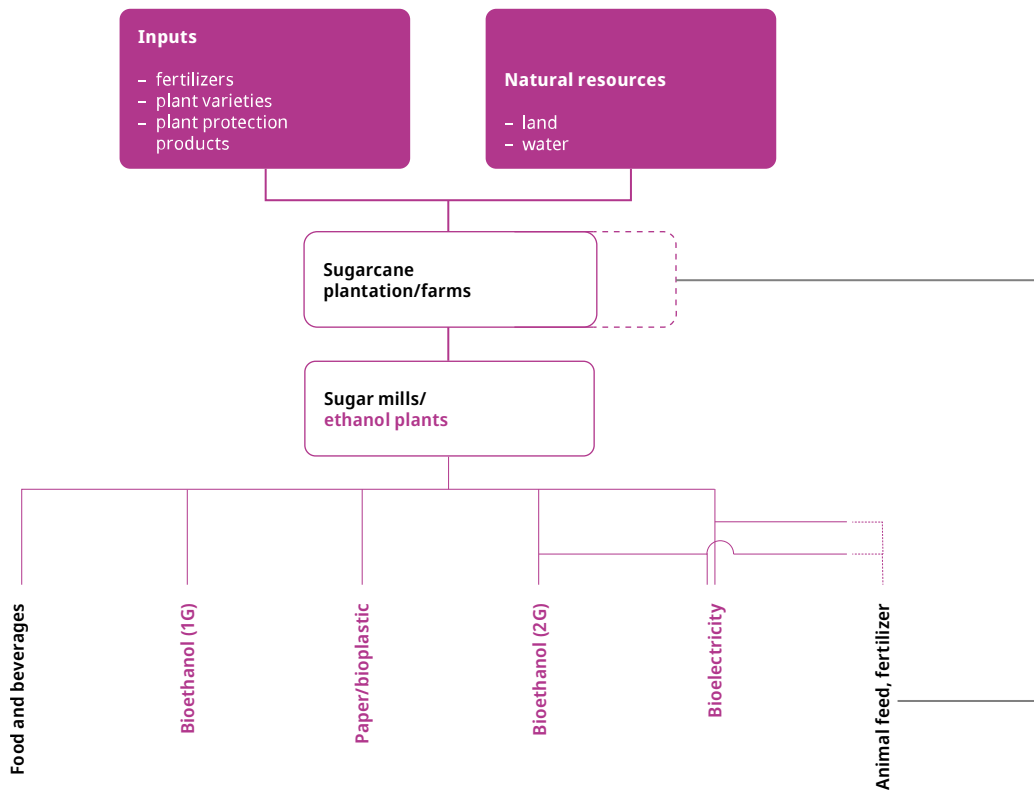 Inputs
– fertilizers
– plant varieties
– plant protection
products
Natural resources
– land
– water
Sugarcane
plantation/farms
Sugar mills/
ethanol plants
Food and beverages
Bioethanol (1G)
Paper/bioplastic
Bioethanol (2G)
Bioelectricity
Animal feed, fertilizer